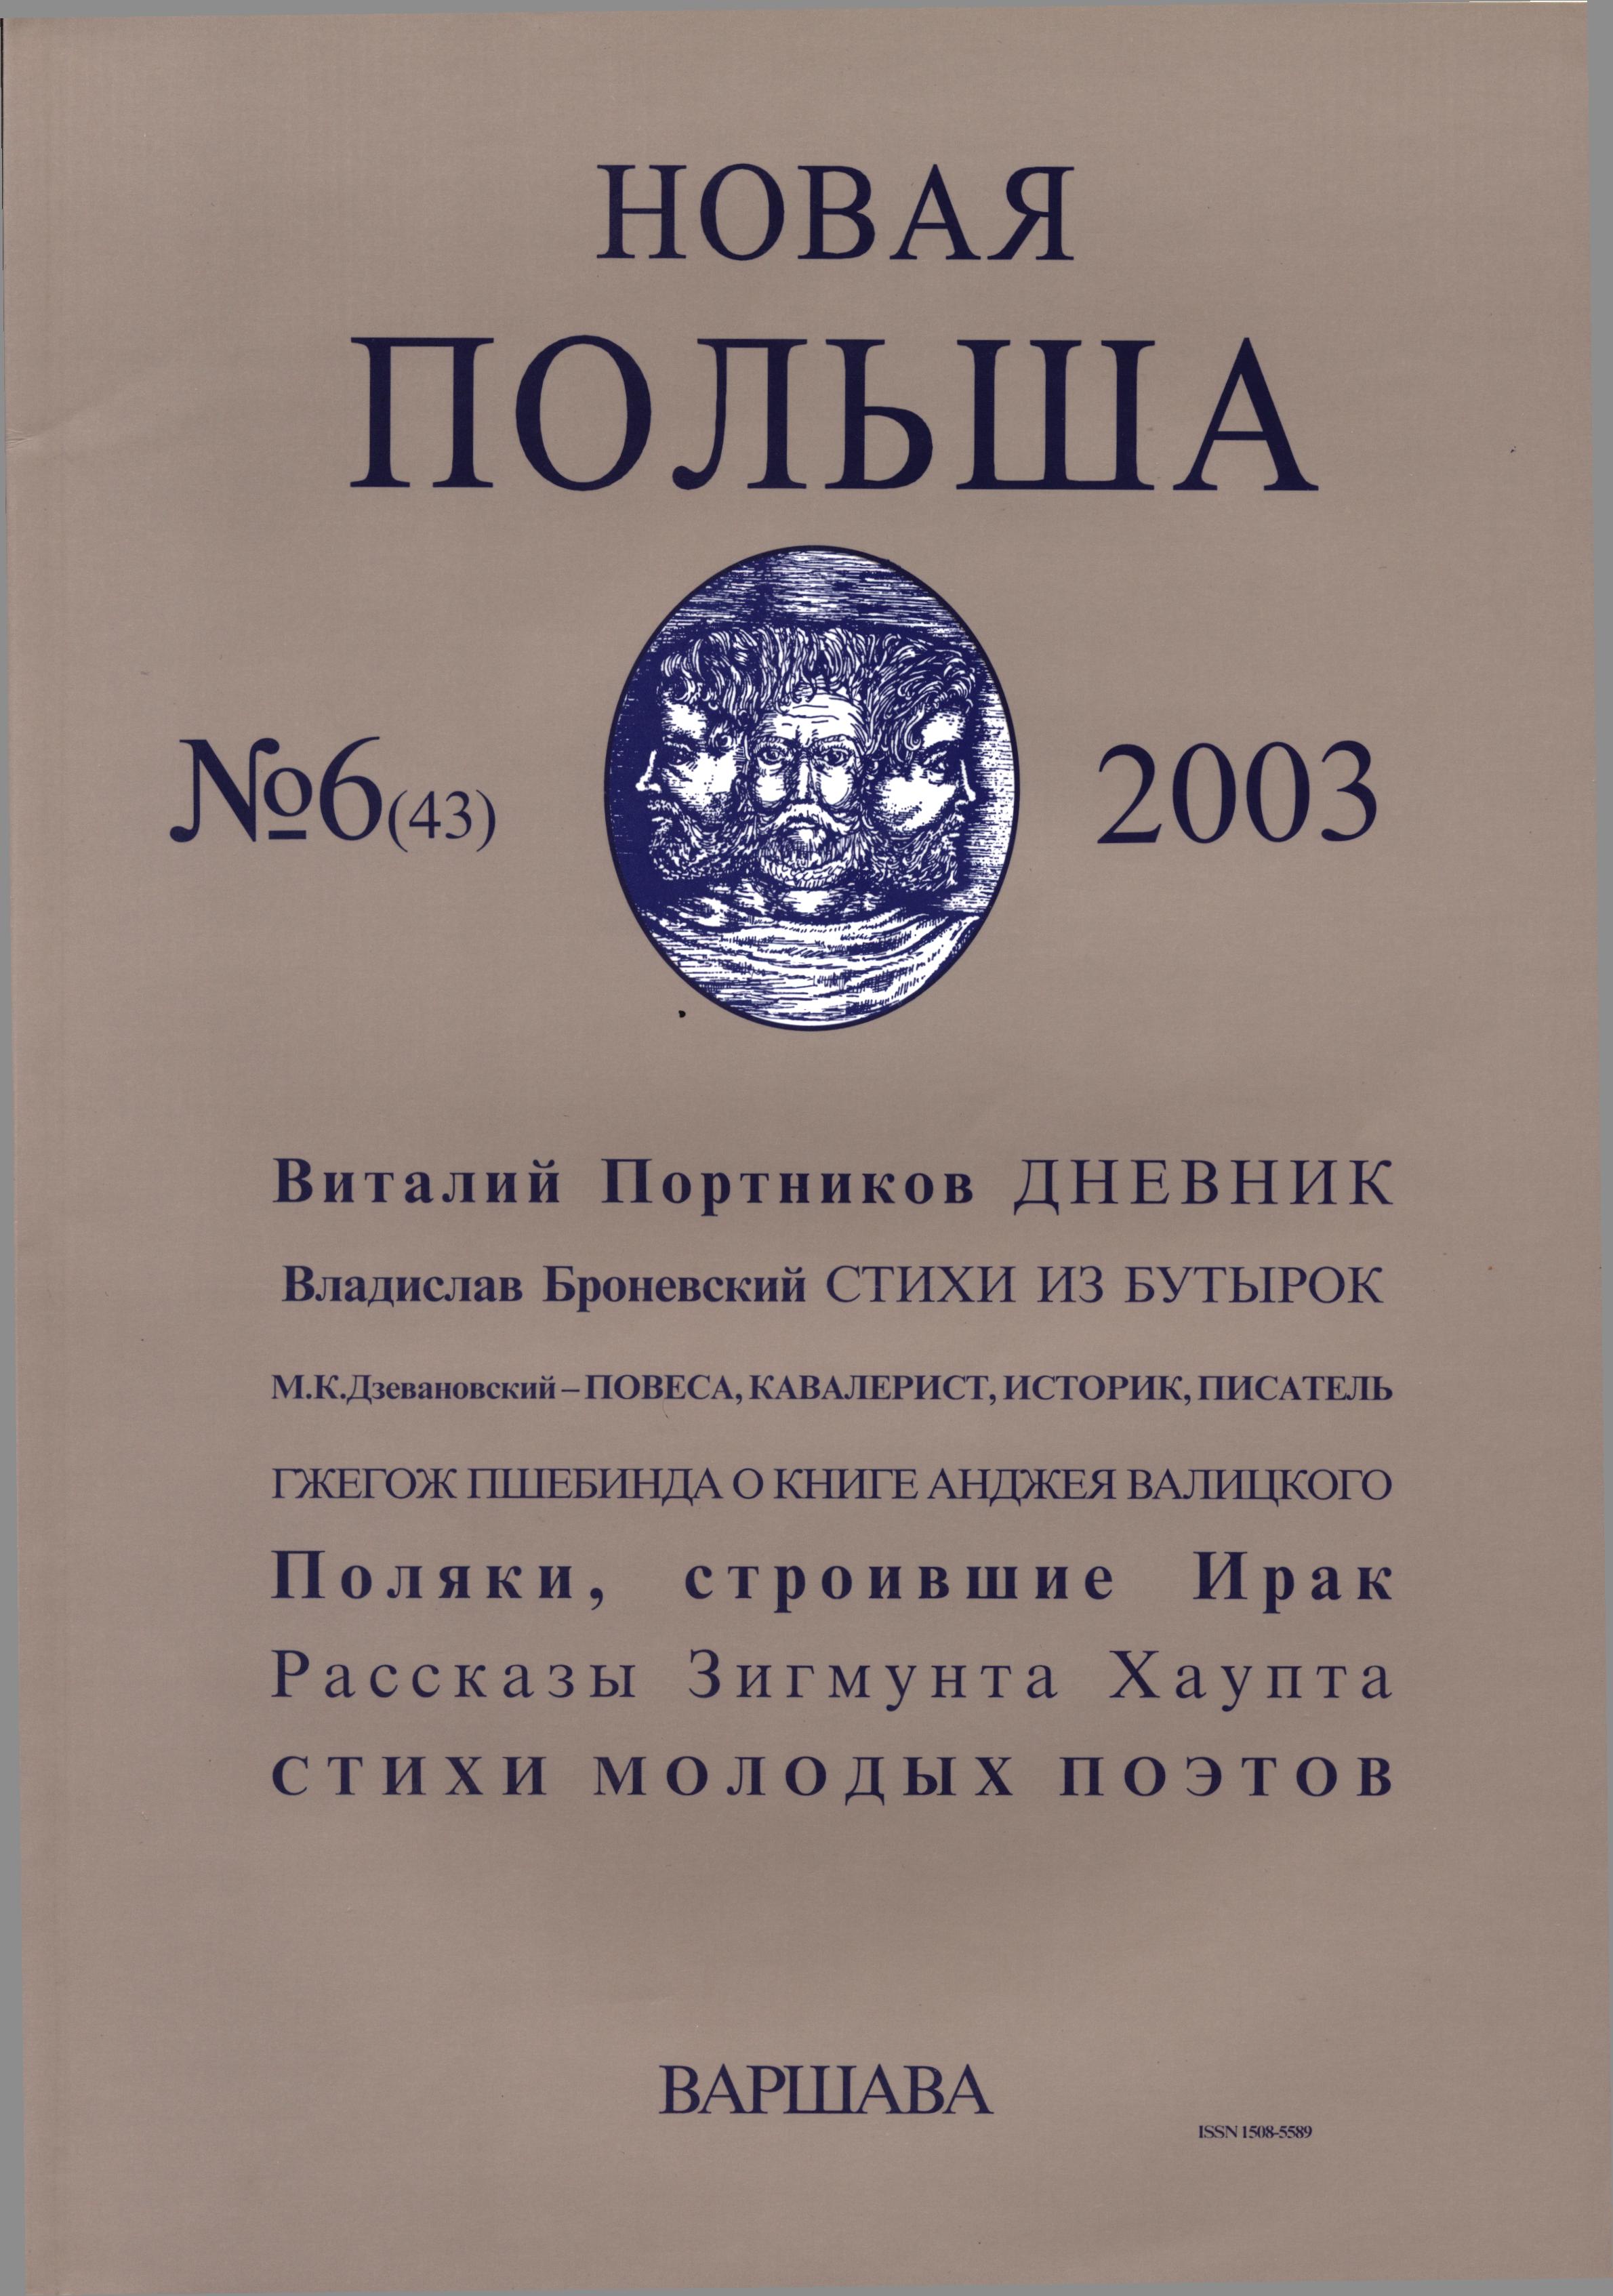 НОВАЯ
ПОЛЬША
№6(43)
2003
Виталий Портников ДНЕВНИК
Владислав Броневский СТИХИ ИЗ БУТЫРОК
М.К.Дзевановский – ПОВЕСА, КАВАЛЕРИСТ, ИСТОРИК, ПИСАТЕЛЬ
ГЖЕГОЖ ПШЕБИНДА О КНИГЕ АНДЖЕЯ ВАЛИЦКОГО
Поляки, строившие Ирак
Рассказы Зигмунта Хаупта
СТИХИ МОЛОДЫХ ПОЭТОВ
ВАРШАВА
ISSN 1508-5589